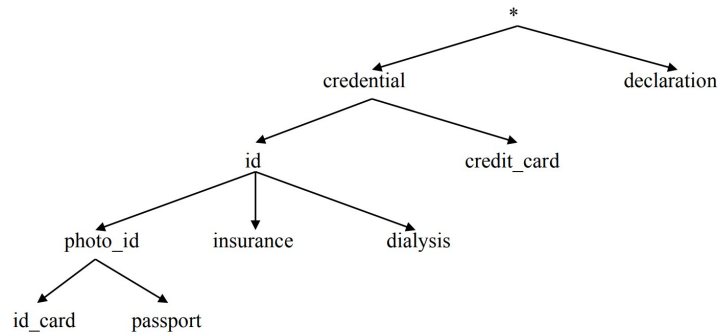 *
credential declaration
id credit_card
photo_id insurance dialysis
id_card passport